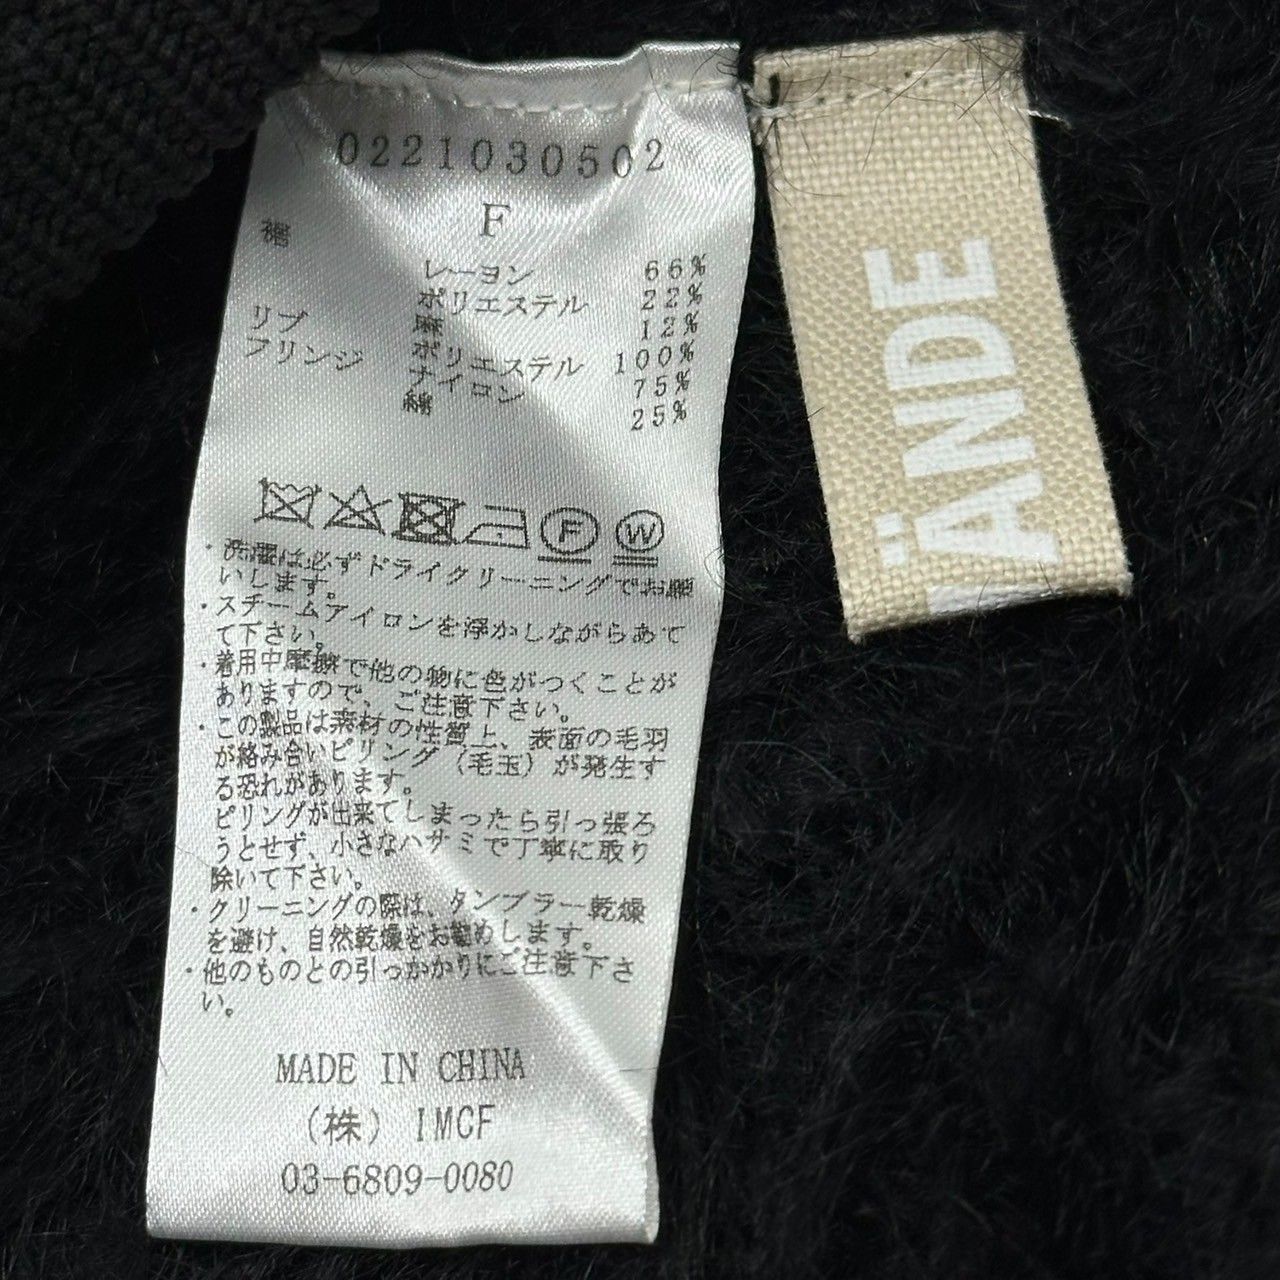 0221030502
F
裾 レーヨン 66%
ポリエステル 22%
麻 12%
リブ ポリエステル 100%
フリンジ ナイロン 75%
綿 25%
F W
・洗濯は必ずドライクリーニングでお願
いします。
・スチームアイロンを浮かしながらあて
て下さい。
・着用中摩擦で他の物に色がつくことが
ありますので、ご注意下さい。
・この製品は素材の性質上、表面の毛羽
が絡み合いピリング（毛玉）が発生す
る恐れがあります。
ピリングが出来てしまったら引っ張ろ
うとせず、小さなハサミで丁寧に取り
除いて下さい。
・クリーニングの際は、タンブラー乾燥
を避け、自然乾燥をお勧めします。
・他のものとの引っかかりにご注意下さ
い。
MADE IN CHINA
(株) IMCF
03-6809-0080
ÄNDE